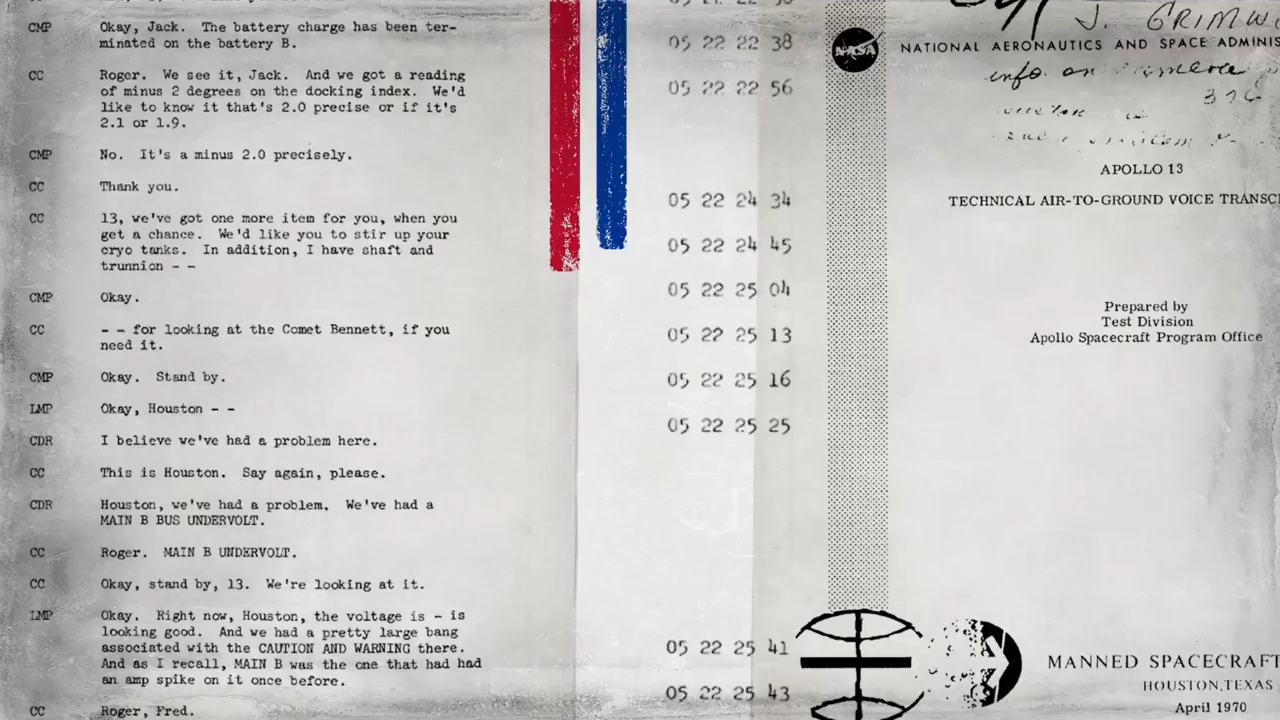 CMP Okay, Jack. The battery charge has been ter-
minated on the battery B.
CC Roger. We see it, Jack. And we got a reading
of minus 2 degrees on the docking index. We'd
like to know it that's 2.0 precise or if it's
2.1 or 1.9.
CMP No. It's a minus 2.0 precisely.
CC Thank you.
CC 13, we've got one more item for you, when you
get a chance. We'd like you to stir up your
cryo tanks. In addition, I have shaft and
trunnion - -
CMP Okay.
CC - - for looking at the Comet Bennett, if you
need it.
CMP Okay. Stand by.
LMP Okay, Houston - -
CDR I believe we've had a problem here.
CC This is Houston. Say again, please.
CDR Houston, we've had a problem. We've had a
MAIN B BUS UNDERVOLT.
CC Roger. MAIN B UNDERVOLT.
CC Okay, stand by, 13. We're looking at it.
LMP Okay. Right now, Houston, the voltage is - is
looking good. And we had a pretty large bang
associated with the CAUTION AND WARNING there.
And as I recall, MAIN B was the one that had had
an amp spike on it once before.
CC Roger, Fred.
05 22 22 38
05 22 22 56
05 22 24 34
05 22 24 45
05 22 25 04
05 22 25 13
05 22 25 16
05 22 25 25
05 22 25 41
05 22 25 43
J. GRIMW
NASA
NATIONAL AERONAUTICS AND SPACE ADMINIS
info on
376
APOLLO 13
TECHNICAL AIR-TO-GROUND VOICE TRANSC
Prepared by
Test Division
Apollo Spacecraft Program Office
MANNED SPACECRAFT
HOUSTON, TEXAS
April 1970